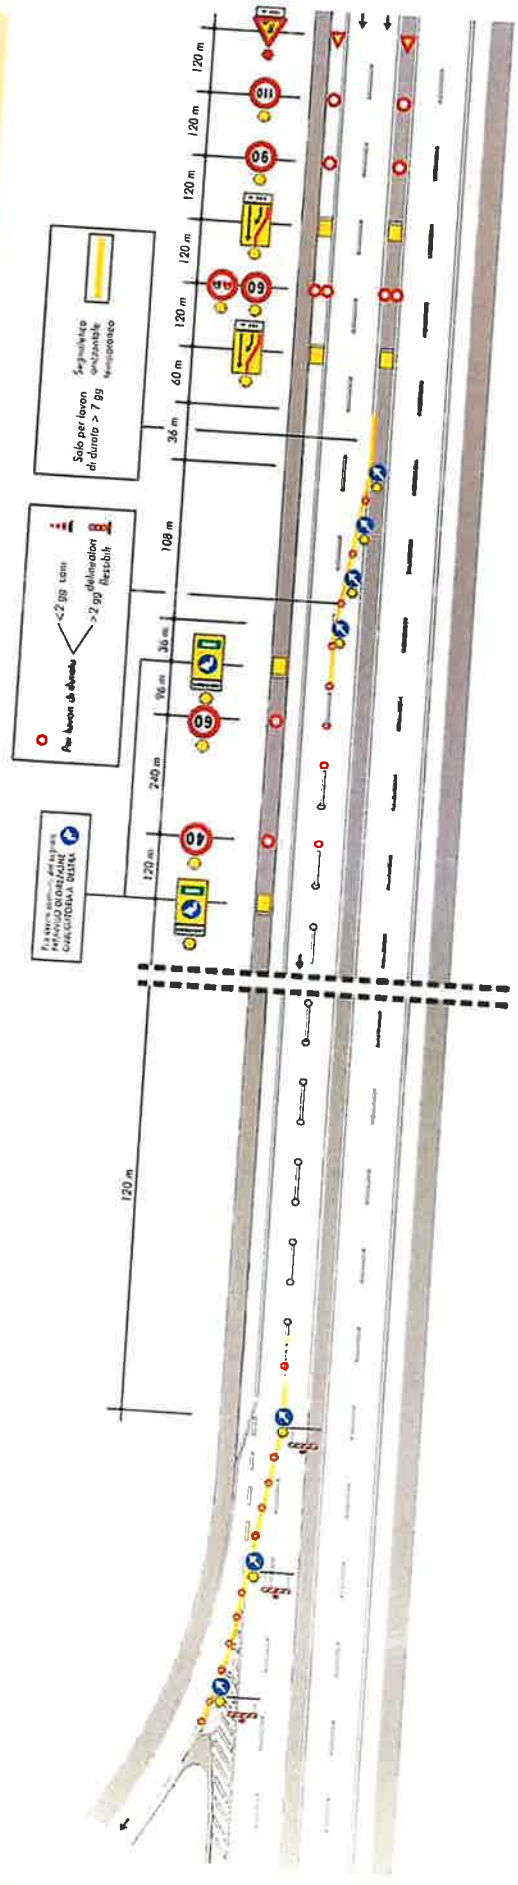 120 m
120 m
120 m
120 m
120 m
60 m
36 m
108 m
36 m
96 m
240 m
120 m
120 m
110
90
60
60
40
Solo per lavori
di durata > 7 gg
Segnaletica
orizzontale
temporanea
Per lavori di durata
<2 gg coni
>2 gg delineatori
flessibili
A DESTRA